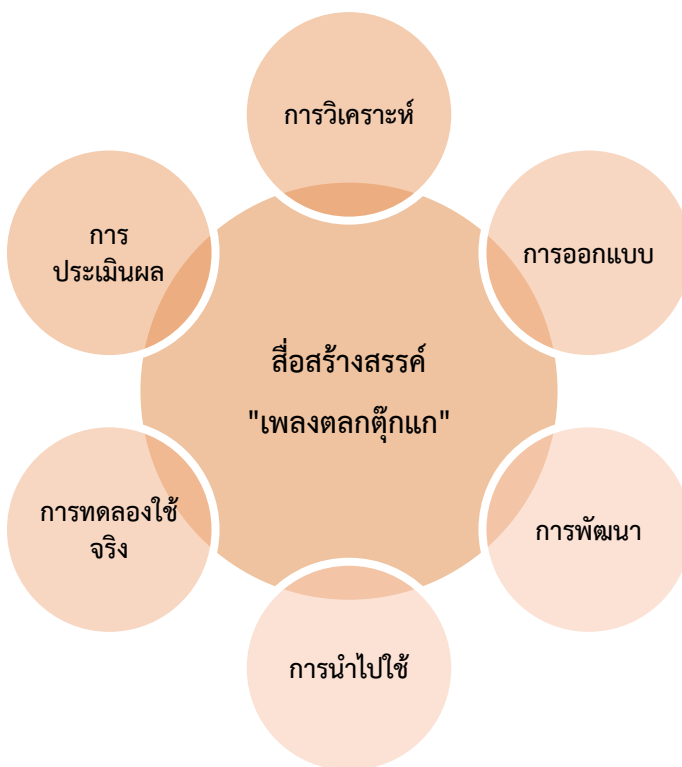 การวิเคราะห์
การออกแบบ
การพัฒนา
การนำไปใช้
การทดลองใช้
จริง
การ
ประเมินผล
สื่อสร้างสรรค์
"เพลงตลกตุ๊กแก"